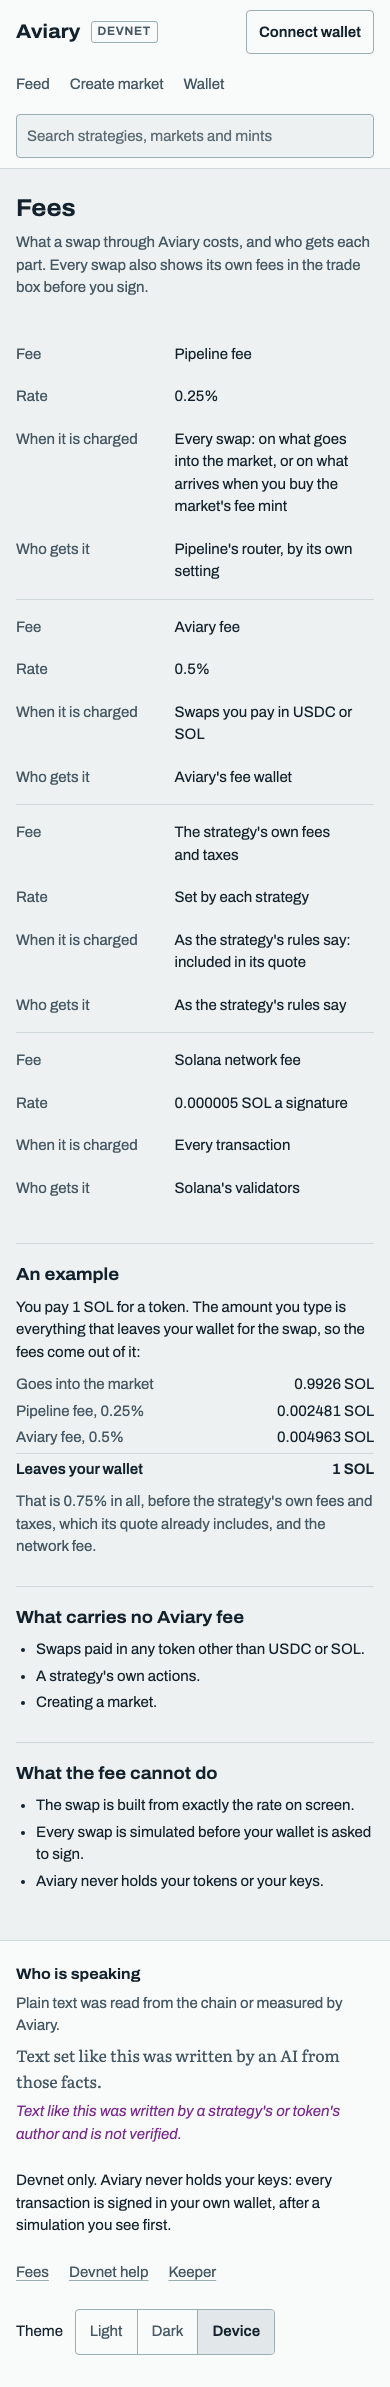 Aviary DEVNET Connect wallet
Feed Create market Wallet
Search strategies, markets and mints
Fees
What a swap through Aviary costs, and who gets each
part. Every swap also shows its own fees in the trade
box before you sign.
Fee Pipeline fee
Rate 0.25%
When it is charged Every swap: on what goes
into the market, or on what
arrives when you buy the
market's fee mint
Who gets it Pipeline's router, by its own
setting
Fee Aviary fee
Rate 0.5%
When it is charged Swaps you pay in USDC or
SOL
Who gets it Aviary's fee wallet
Fee The strategy's own fees
and taxes
Rate Set by each strategy
When it is charged As the strategy's rules say:
included in its quote
Who gets it As the strategy's rules say
Fee Solana network fee
Rate 0.000005 SOL a signature
When it is charged Every transaction
Who gets it Solana's validators
An example
You pay 1 SOL for a token. The amount you type is
everything that leaves your wallet for the swap, so the
fees come out of it:
Goes into the market 0.9926 SOL
Pipeline fee, 0.25% 0.002481 SOL
Aviary fee, 0.5% 0.004963 SOL
Leaves your wallet 1 SOL
That is 0.75% in all, before the strategy's own fees and
taxes, which its quote already includes, and the
network fee.
What carries no Aviary fee
• Swaps paid in any token other than USDC or SOL.
• A strategy's own actions.
• Creating a market.
What the fee cannot do
• The swap is built from exactly the rate on screen.
• Every swap is simulated before your wallet is asked
to sign.
• Aviary never holds your tokens or your keys.
Who is speaking
Plain text was read from the chain or measured by
Aviary.
Text set like this was written by an AI from
those facts.
Text like this was written by a strategy's or token's
author and is not verified.
Devnet only. Aviary never holds your keys: every
transaction is signed in your own wallet, after a
simulation you see first.
Fees Devnet help Keeper
Theme Light Dark Device